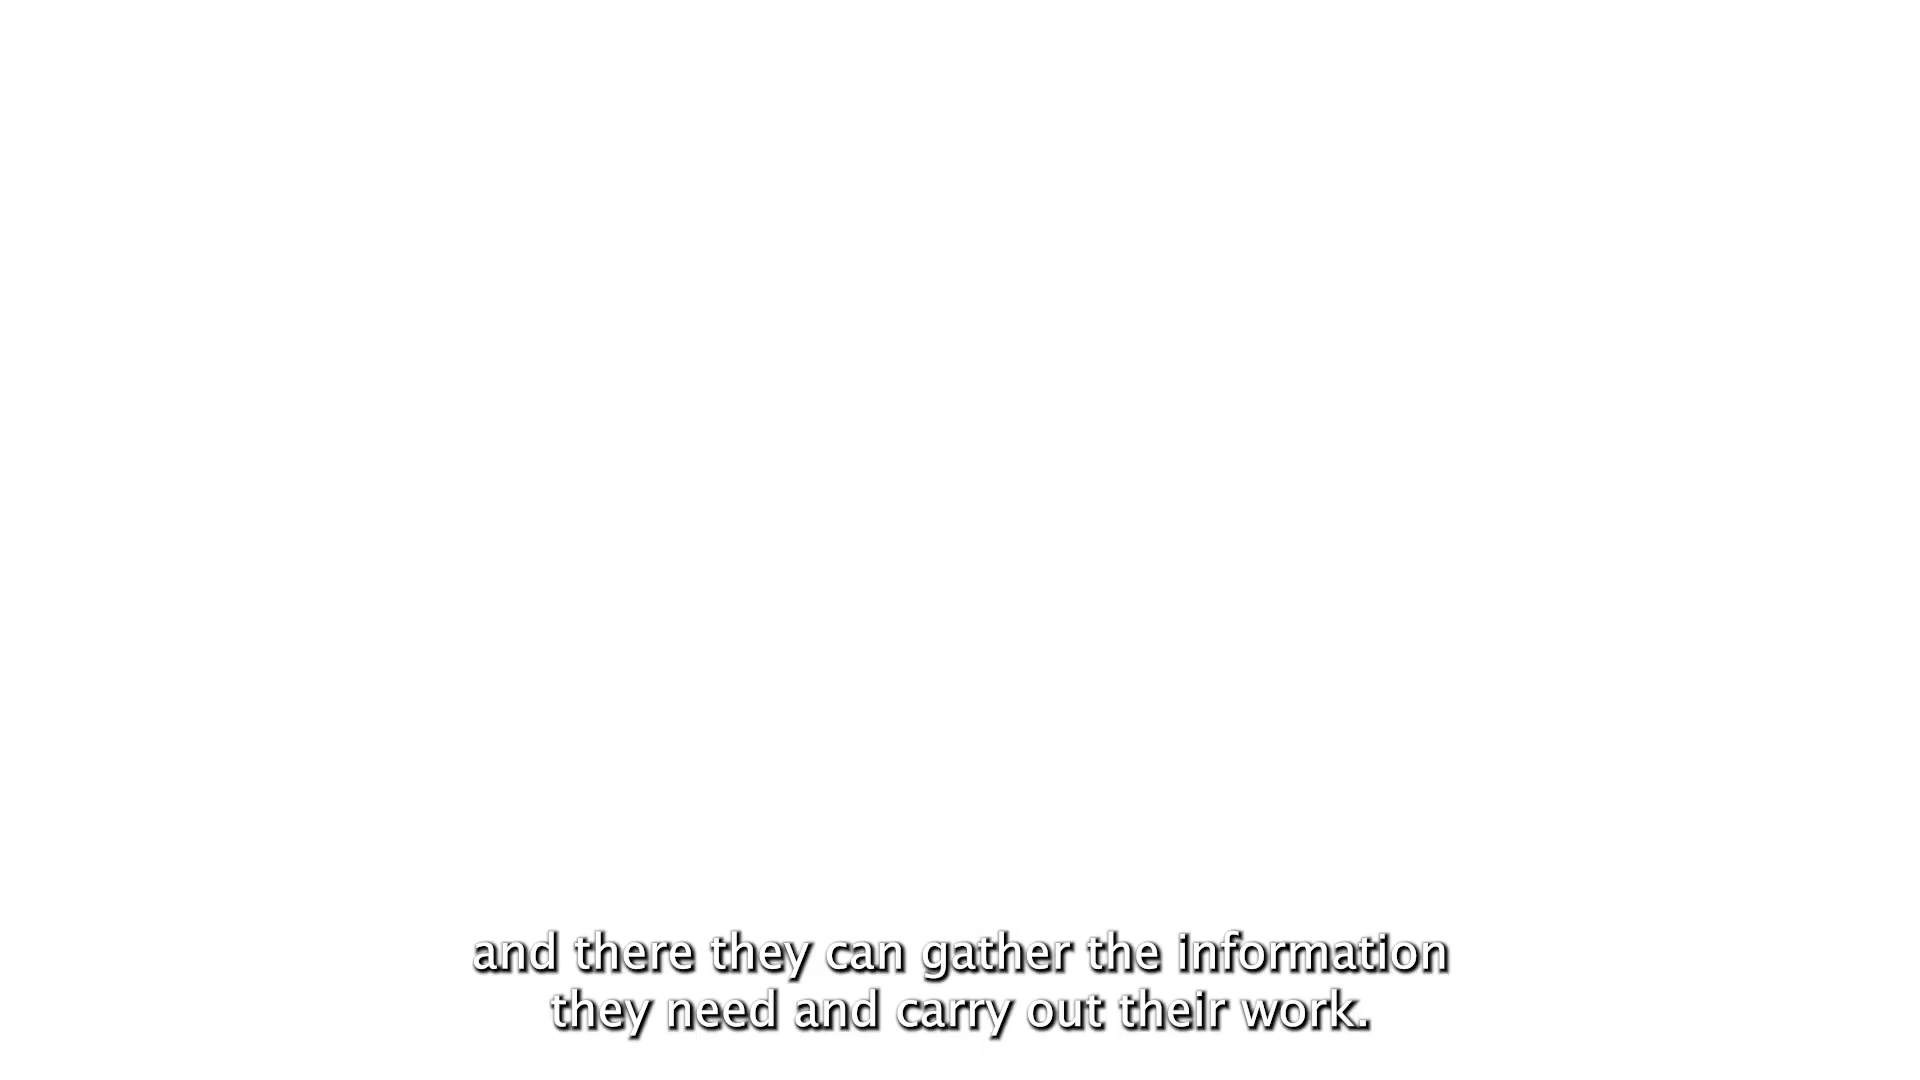 and there they can gather the information
they need and carry out their work.